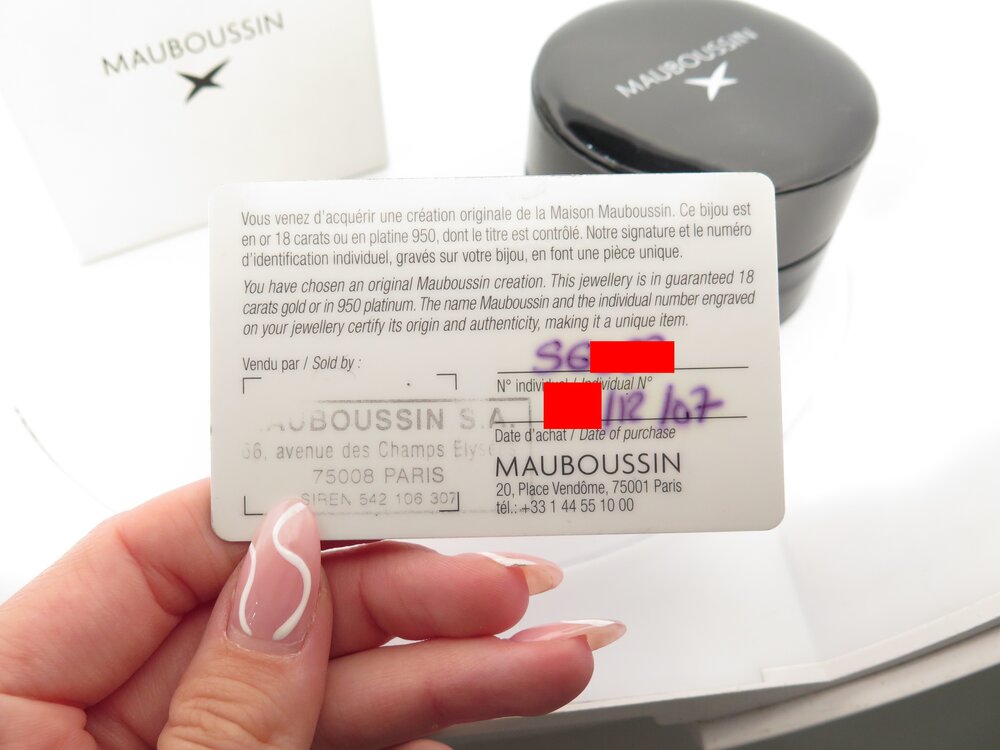 MAUBOUSSIN
MAUBOUSSIN
Vous venez d'acquérir une création originale de la Maison Mauboussin. Ce bijou est
en or 18 carats ou en platine 950, dont le titre est contrôlé. Notre signature et le numéro
d'identification individuel, gravés sur votre bijou, en font une pièce unique.
You have chosen an original Mauboussin creation. This jewellery is in guaranteed 18
carats gold or in 950 platinum. The name Mauboussin and the individual number engraved
on your jewellery certify its origin and authenticity, making it a unique item.
Vendu par / Sold by :
AUBOUSSIN S.A.
66, avenue des Champs Elysées
75008 PARIS
SIREN 542 106 307
SG
N° individuel / Individual N°
/12 /07
Date d'achat / Date of purchase
MAUBOUSSIN
20, Place Vendôme, 75001 Paris
tél.: +33 1 44 55 10 00